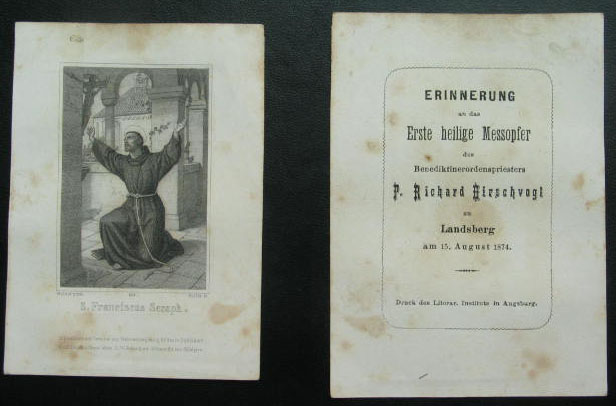 S. Franciscus Seraph.
ERINNERUNG
an das
Erste heilige Messopfer
des
Benediktinerordenspriesters
P. Richard Hirschvogl
zu
Landsberg
am 15. August 1874.
Druck des Literar. Instituts in Augsburg.